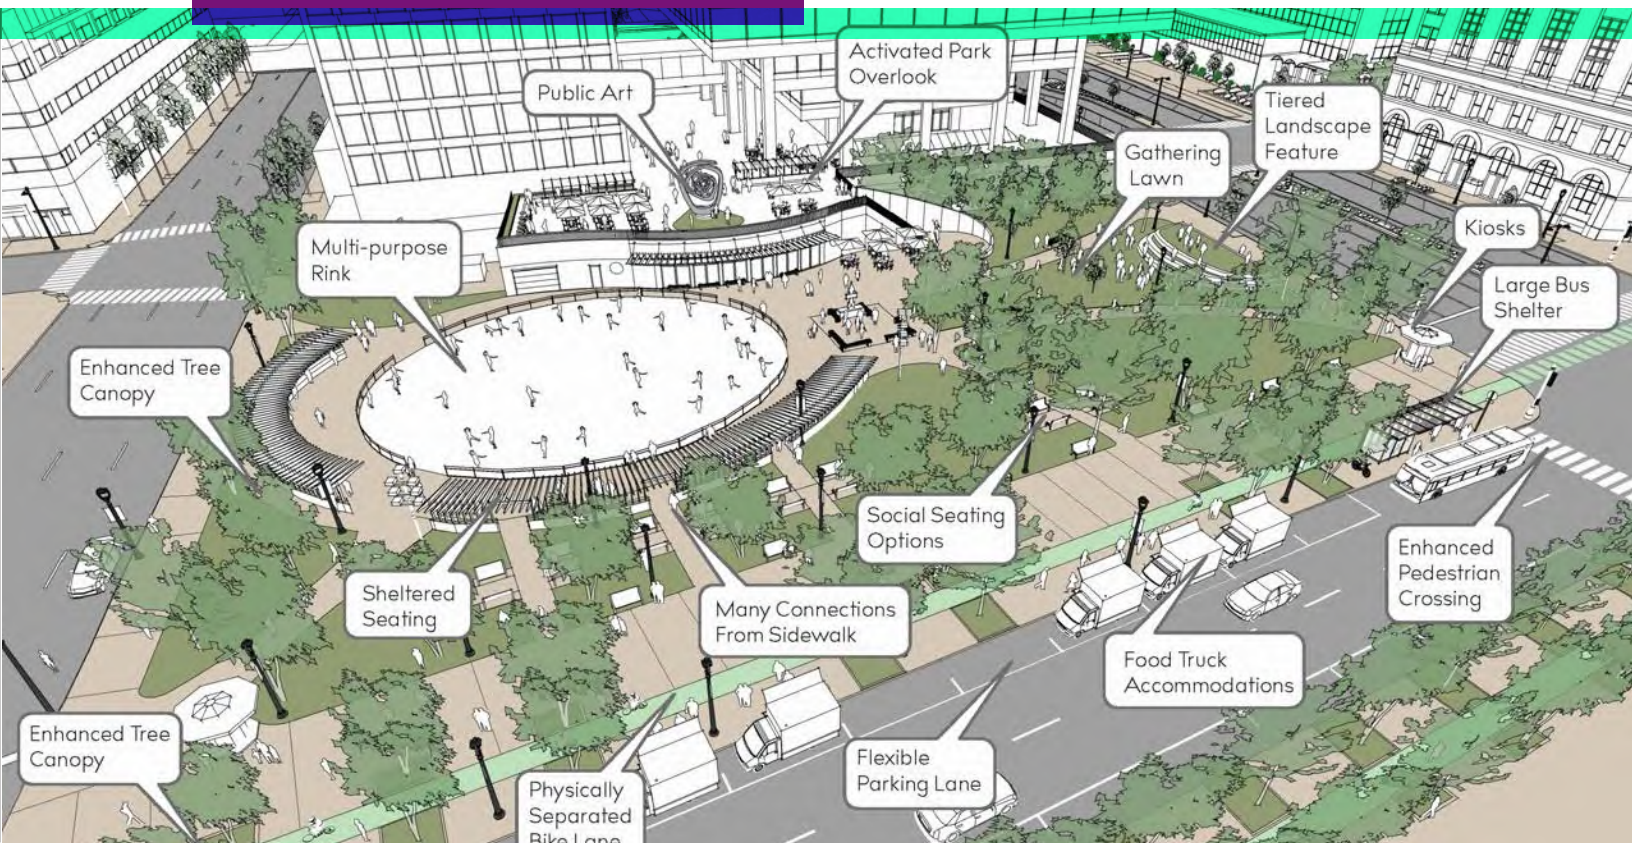 Activated Park
Overlook
Public Art
Tiered
Landscape
Feature
Gathering
Lawn
Kiosks
Multi-purpose
Rink
Large Bus
Shelter
Enhanced Tree
Canopy
Social Seating
Options
Enhanced
Pedestrian
Crossing
Sheltered
Seating
Many Connections
From Sidewalk
Food Truck
Accommodations
Enhanced Tree
Canopy
Flexible
Parking Lane
Physically
Separated
Bike Lane